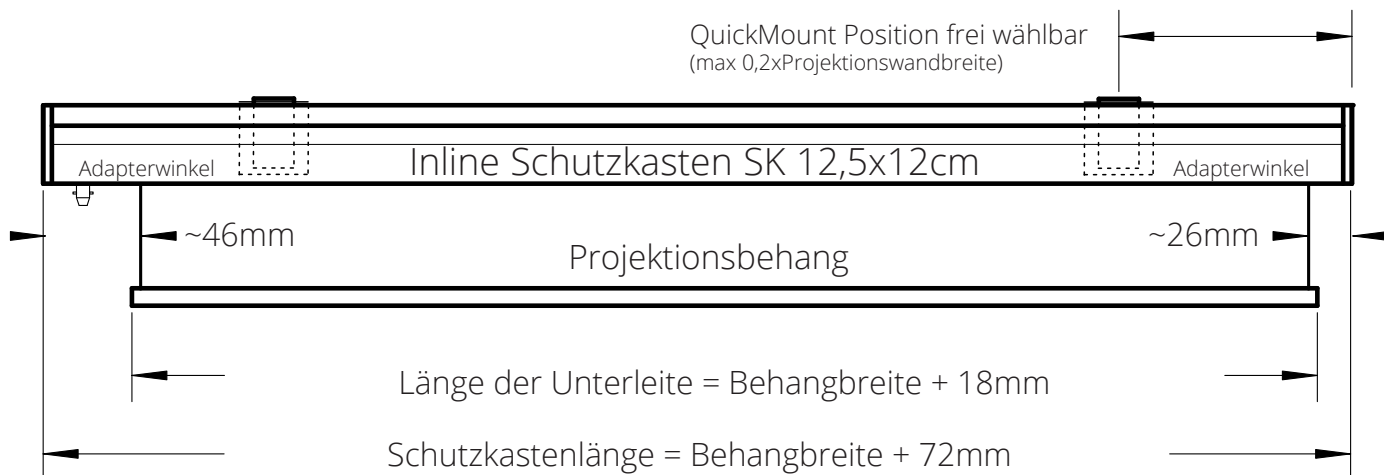 QuickMount Position frei wählbar
(max 0,2xProjektionswandbreite)
Adapterwinkel
Inline Schutzkasten SK 12,5x12cm
Adapterwinkel
~46mm
~26mm
Projektionsbehang
Länge der Unterleite = Behangbreite + 18mm
Schutzkastenlänge = Behangbreite + 72mm